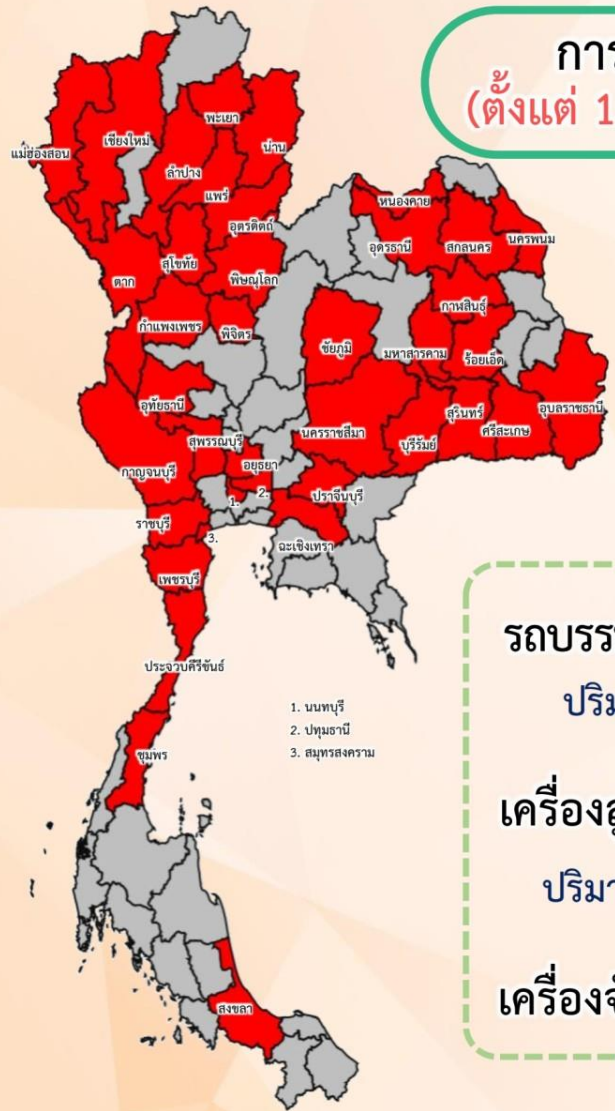 การ
(ตั้งแต่ 1
พะเยา
เชียงใหม่
น่าน
แม่ฮ่องสอน
ลำปาง
แพร่
หนองคาย
อุตรดิตถ์
นครพนม
อุดรธานี
สกลนคร
สุโขทัย
ตาก
พิษณุโลก
กาฬสินธุ์
กำแพงเพชร
พิจิตร
ชัยภูมิ
มหาสารคาม
ร้อยเอ็ด
อุทัยธานี
สุรินทร์
อุบลราชธานี
สุพรรณบุรี
นครราชสีมา
ศรีสะเกษ
บุรีรัมย์
อยุธยา
กาญจนบุรี
ปราจีนบุรี
2.
1.
ราชบุรี
3.
ฉะเชิงเทรา
เพชรบุรี
ประจวบคีรีขันธ์
1. นนทบุรี
2. ปทุมธานี
3. สมุทรสงคราม
ชุมพร
สงขลา
รถบรร
ปริม
เครื่องสู
ปริมา
เครื่องจั